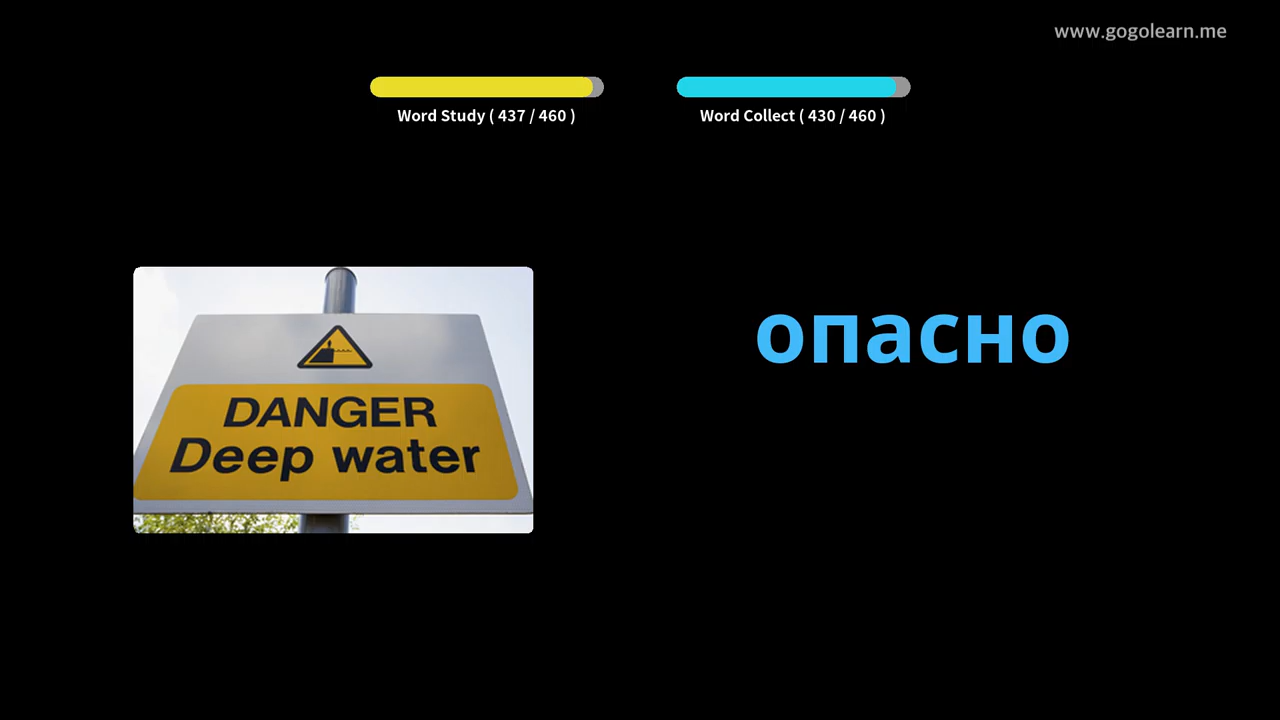 www.gogolearn.me
Word Study ( 437 / 460 )
Word Collect ( 430 / 460 )
DANGER
Deep water
опасно